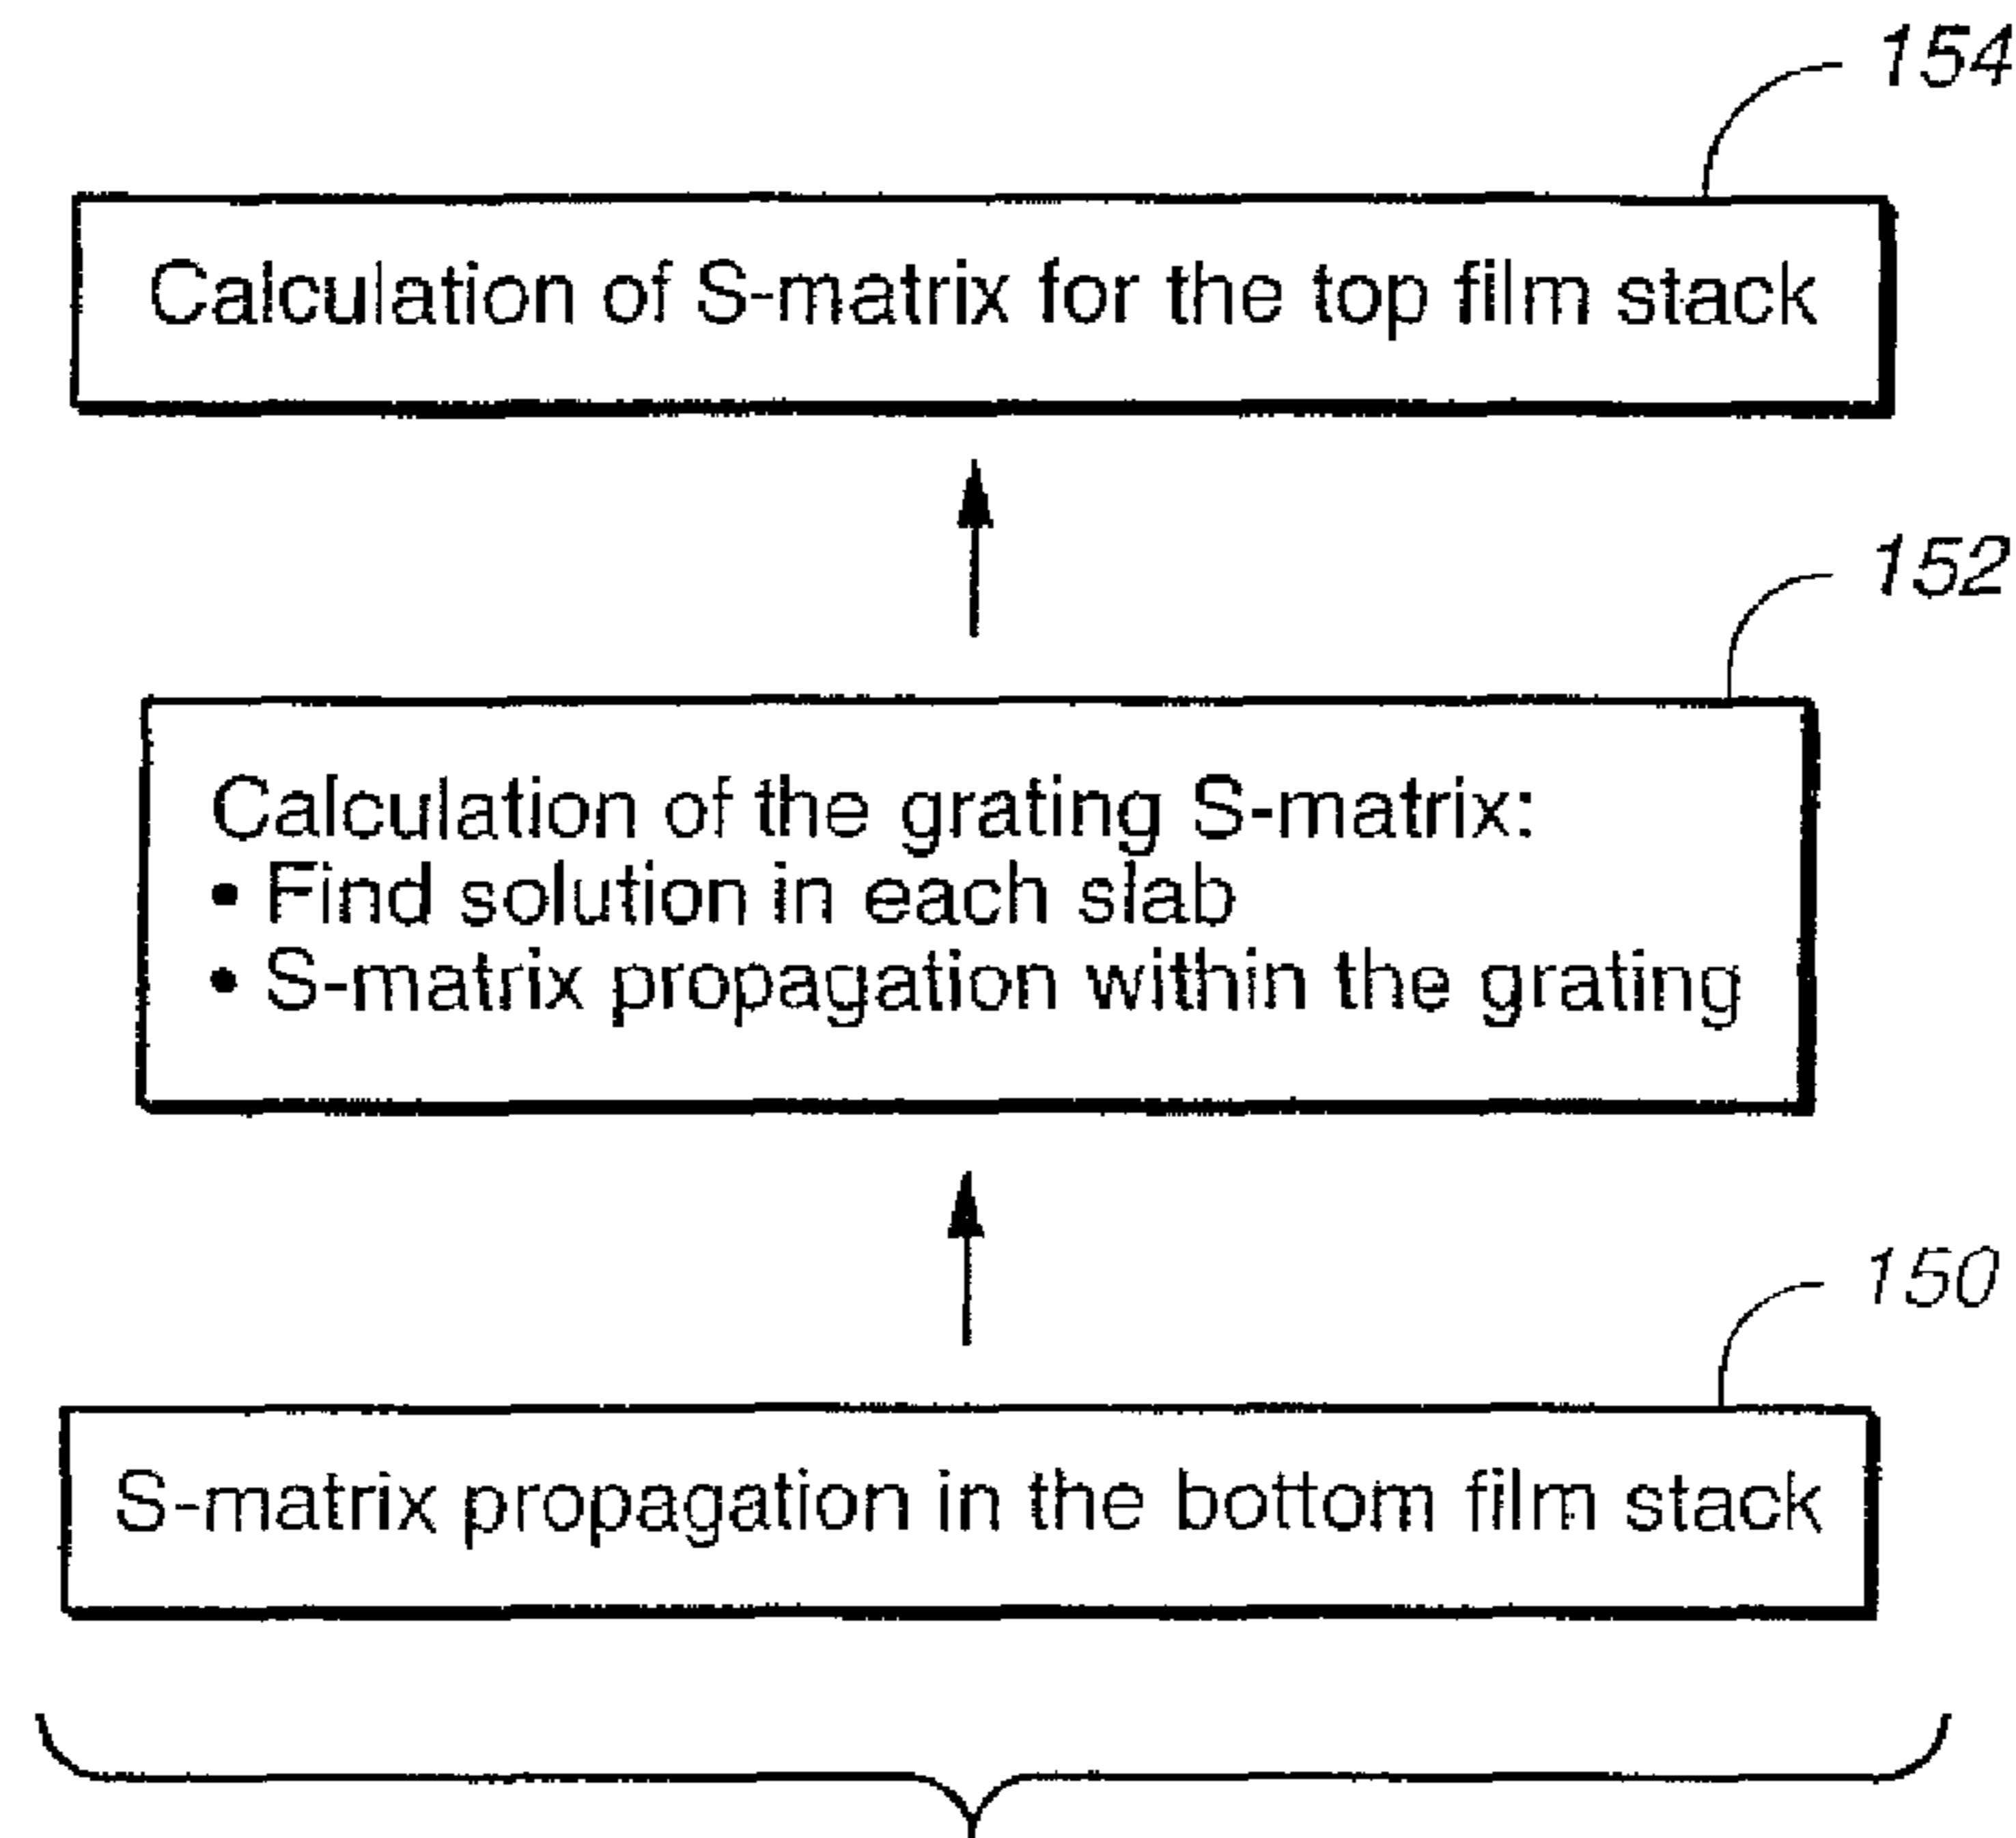 154
Calculation of S-matrix for the top film stack
152
Calculation of the grating S-matrix:
• Find solution in each slab
• S-matrix propagation within the grating
150
S-matrix propagation in the bottom film stack